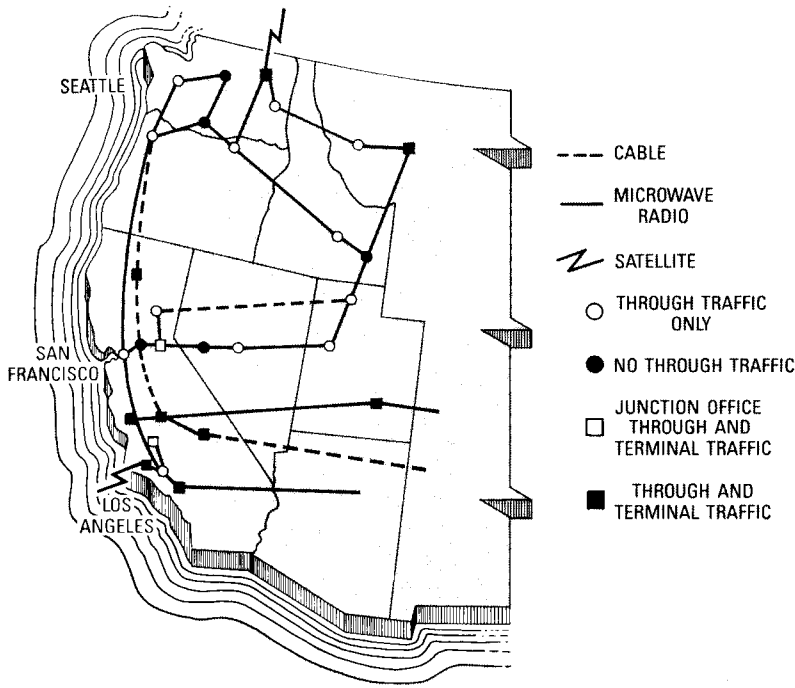 SEATTLE
SAN
FRANCISCO
LOS
ANGELES
CABLE
MICROWAVE
RADIO
SATELLITE
THROUGH TRAFFIC
ONLY
NO THROUGH TRAFFIC
JUNCTION OFFICE
THROUGH AND
TERMINAL TRAFFIC
THROUGH AND
TERMINAL TRAFFIC